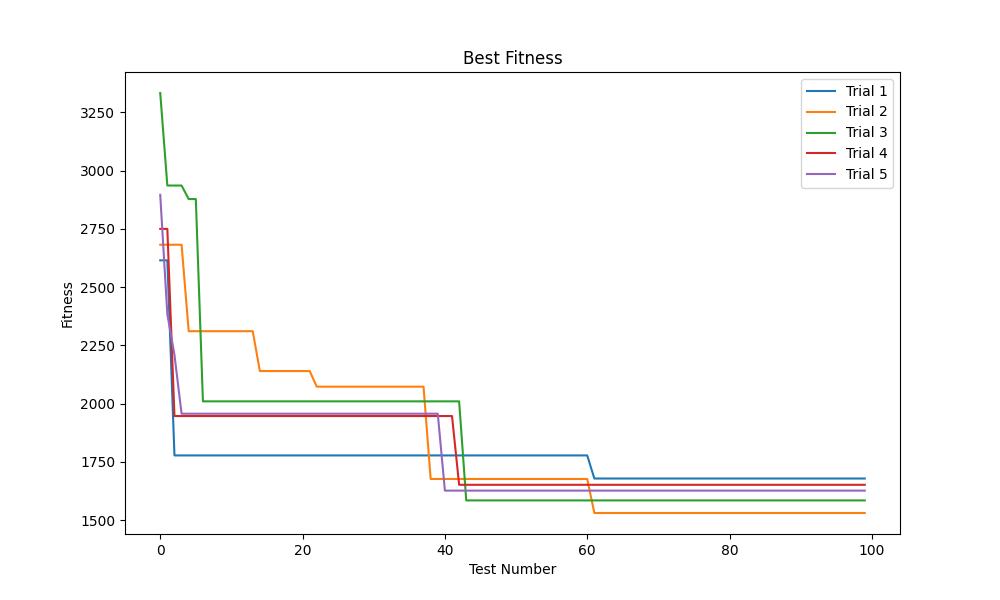 Best Fitness
Trial 1
Trial 2
Trial 3
Trial 4
Trial 5
Fitness
3250
3000
2750
2500
2250
2000
1750
1500
0 20 40 60 80 100
Test Number